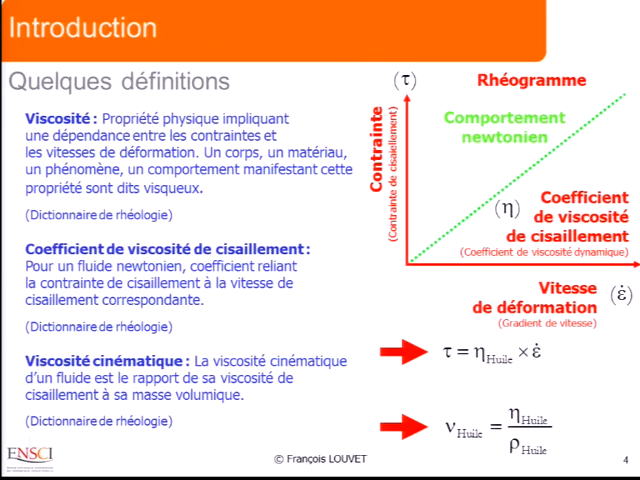 Introduction
Quelques définitions
Viscosité : Propriété physique impliquant
une dépendance entre les contraintes et
les vitesses de déformation. Un corps, un matériau,
un phénomène, un comportement manifestant cette
propriété sont dits visqueux.
(Dictionnaire de rhéologie)
Coefficient de viscosité de cisaillement :
Pour un fluide newtonien, coefficient reliant
la contrainte de cisaillement à la vitesse de
cisaillement correspondante.
(Dictionnaire de rhéologie)
Viscosité cinématique : La viscosité cinématique
d'un fluide est le rapport de sa viscosité de
cisaillement à sa masse volumique.
(Dictionnaire de rhéologie)
(τ)
Rhéogramme
Contrainte
(Contrainte de cisaiellement)
Comportement
newtonien
(η)
Coefficient
de viscosité
de cisaillement
(Coefficient de viscosité dynamique)
Vitesse
de déformation
(Gradient de vitesse)
(ε̇)
τ = η_Huile × ε̇
ν_Huile = η_Huile / ρ_Huile
ENSCI
© François LOUVET
4